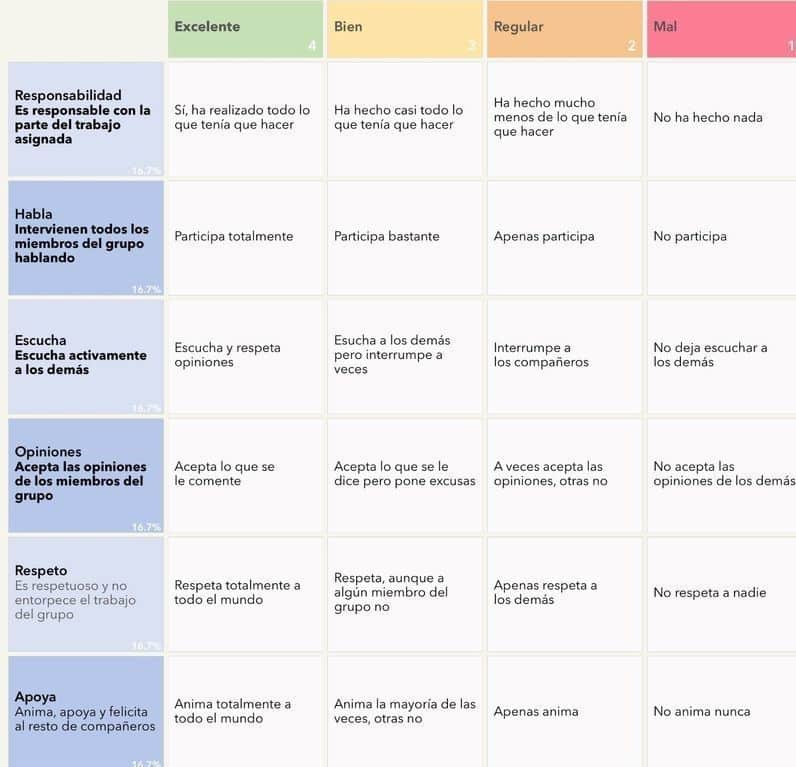 Excelente
4
Bien
3
Regular
2
Mal
1
Responsabilidad
Es responsable con la
parte del trabajo
asignada
16.7%
Sí, ha realizado todo lo
que tenía que hacer
Ha hecho casi todo lo
que tenía que hacer
Ha hecho mucho
menos de lo que tenía
que hacer
No ha hecho nada
Habla
Intervienen todos los
miembros del grupo
hablando
16.7%
Participa totalmente
Participa bastante
Apenas participa
No participa
Escucha
Escucha activamente
a los demás
16.7%
Escucha y respeta
opiniones
Esucha a los demás
pero interrumpe a
veces
Interrumpe a
los compañeros
No deja escuchar a
los demás
Opiniones
Acepta las opiniones
de los miembros del
grupo
16.7%
Acepta lo que se
le comente
Acepta lo que se le
dice pero pone excusas
A veces acepta las
opiniones, otras no
No acepta las
opiniones de los demás
Respeto
Es respetuoso y no
entorpece el trabajo
del grupo
16.7%
Respeta totalmente a
todo el mundo
Respeta, aunque a
algún miembro del
grupo no
Apenas respeta a
los demás
No respeta a nadie
Apoya
Anima, apoya y felicita
al resto de compañeros
16.7%
Anima totalmente a
todo el mundo
Anima la mayoría de las
veces, otras no
Apenas anima
No anima nunca